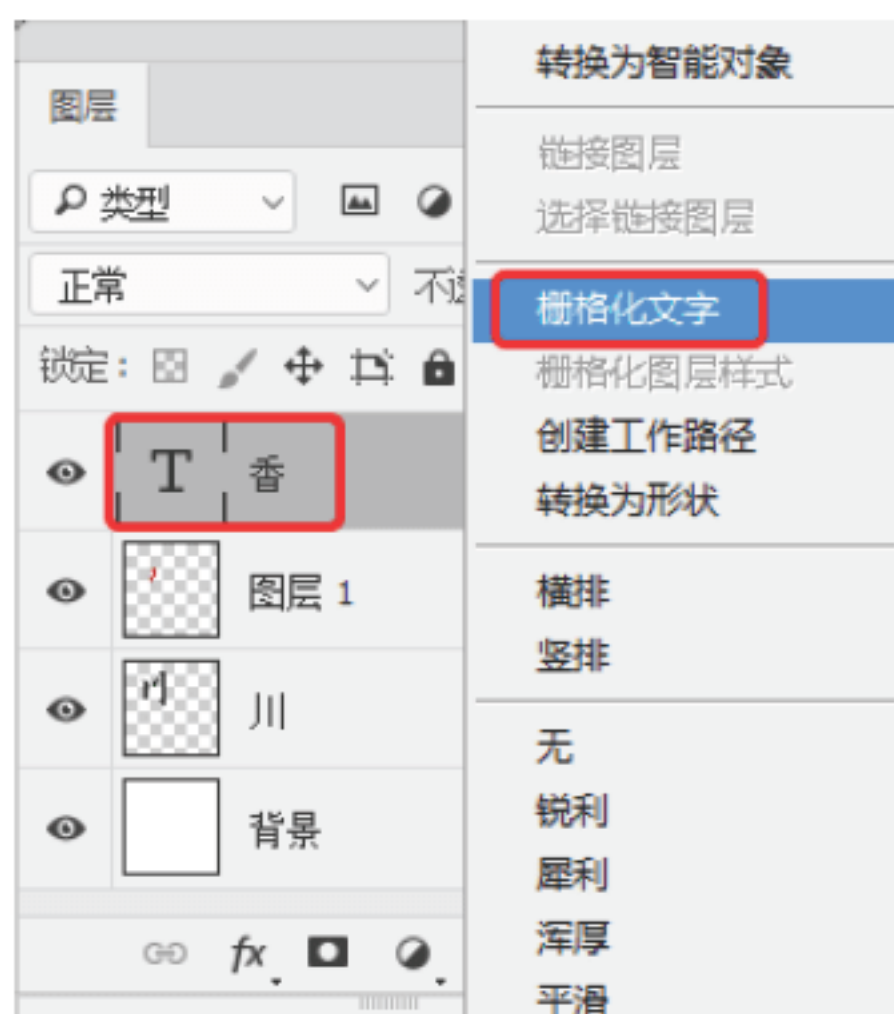 图层
类型
正常
不透
锁定:
T 香
图层 1
川
背景
fx
转换为智能对象
链接图层
选择链接图层
栅格化文字
栅格化图层样式
创建工作路径
转换为形状
横排
竖排
无
锐利
犀利
浑厚
平滑